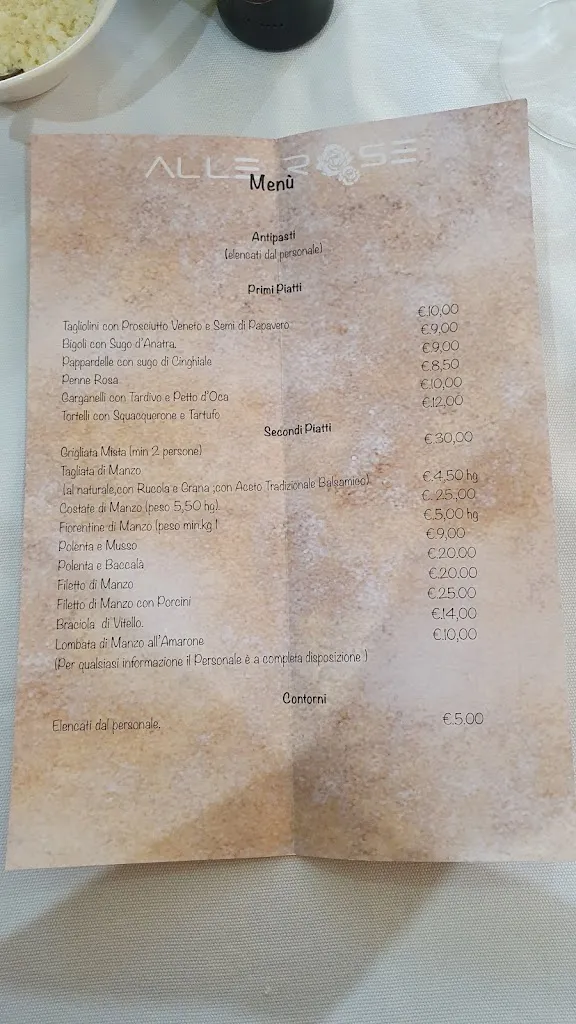 ALLE ROSE
Menù
Antipasti
(elencati dal personale)
Primi Piatti
Tagliolini con Prosciutto Veneto e Semi di Papavero €.10,00
Bigoli con Sugo d'Anatra. €.9,00
Pappardelle con sugo di Cinghiale €.9,00
Penne Rosa €.8,50
Garganelli con Tardivo e Petto d'Oca €.10,00
Tortelli con Squacquerone e Tartufo €.12,00
Secondi Piatti
Grigliata Mista (min 2 persone) €.30,00
Tagliata di Manzo
(al naturale,con Rucola e Grana ;con Aceto Tradizionale Balsamico) €.4,50 hg
Costate di Manzo (peso 5,50 hg). €. 25,00
Fiorentine di Manzo (peso min.kg.1 €.5,00 hg
Polenta e Musso €.9,00
Polenta e Baccalà €.20.00
Filetto di Manzo €.20.00
Filetto di Manzo con Porcini €.25.00
Braciola di Vitello. €.14,00
Lombata di Manzo all'Amarone €.10,00
(Per qualsiasi informazione il Personale è a completa disposizione )
Contorni
Elencati dal personale. €.5.00